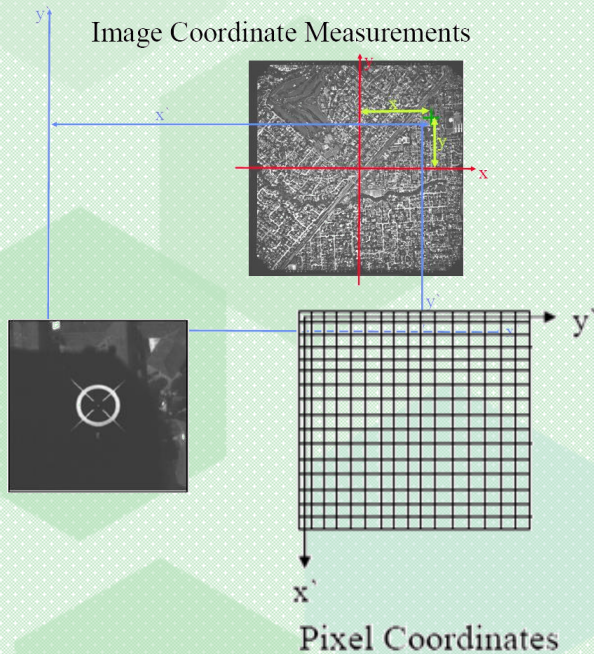 y`
Image Coordinate Measurements
y
x
x`
y
x
y`
x`
y`
x`
Pixel Coordinates